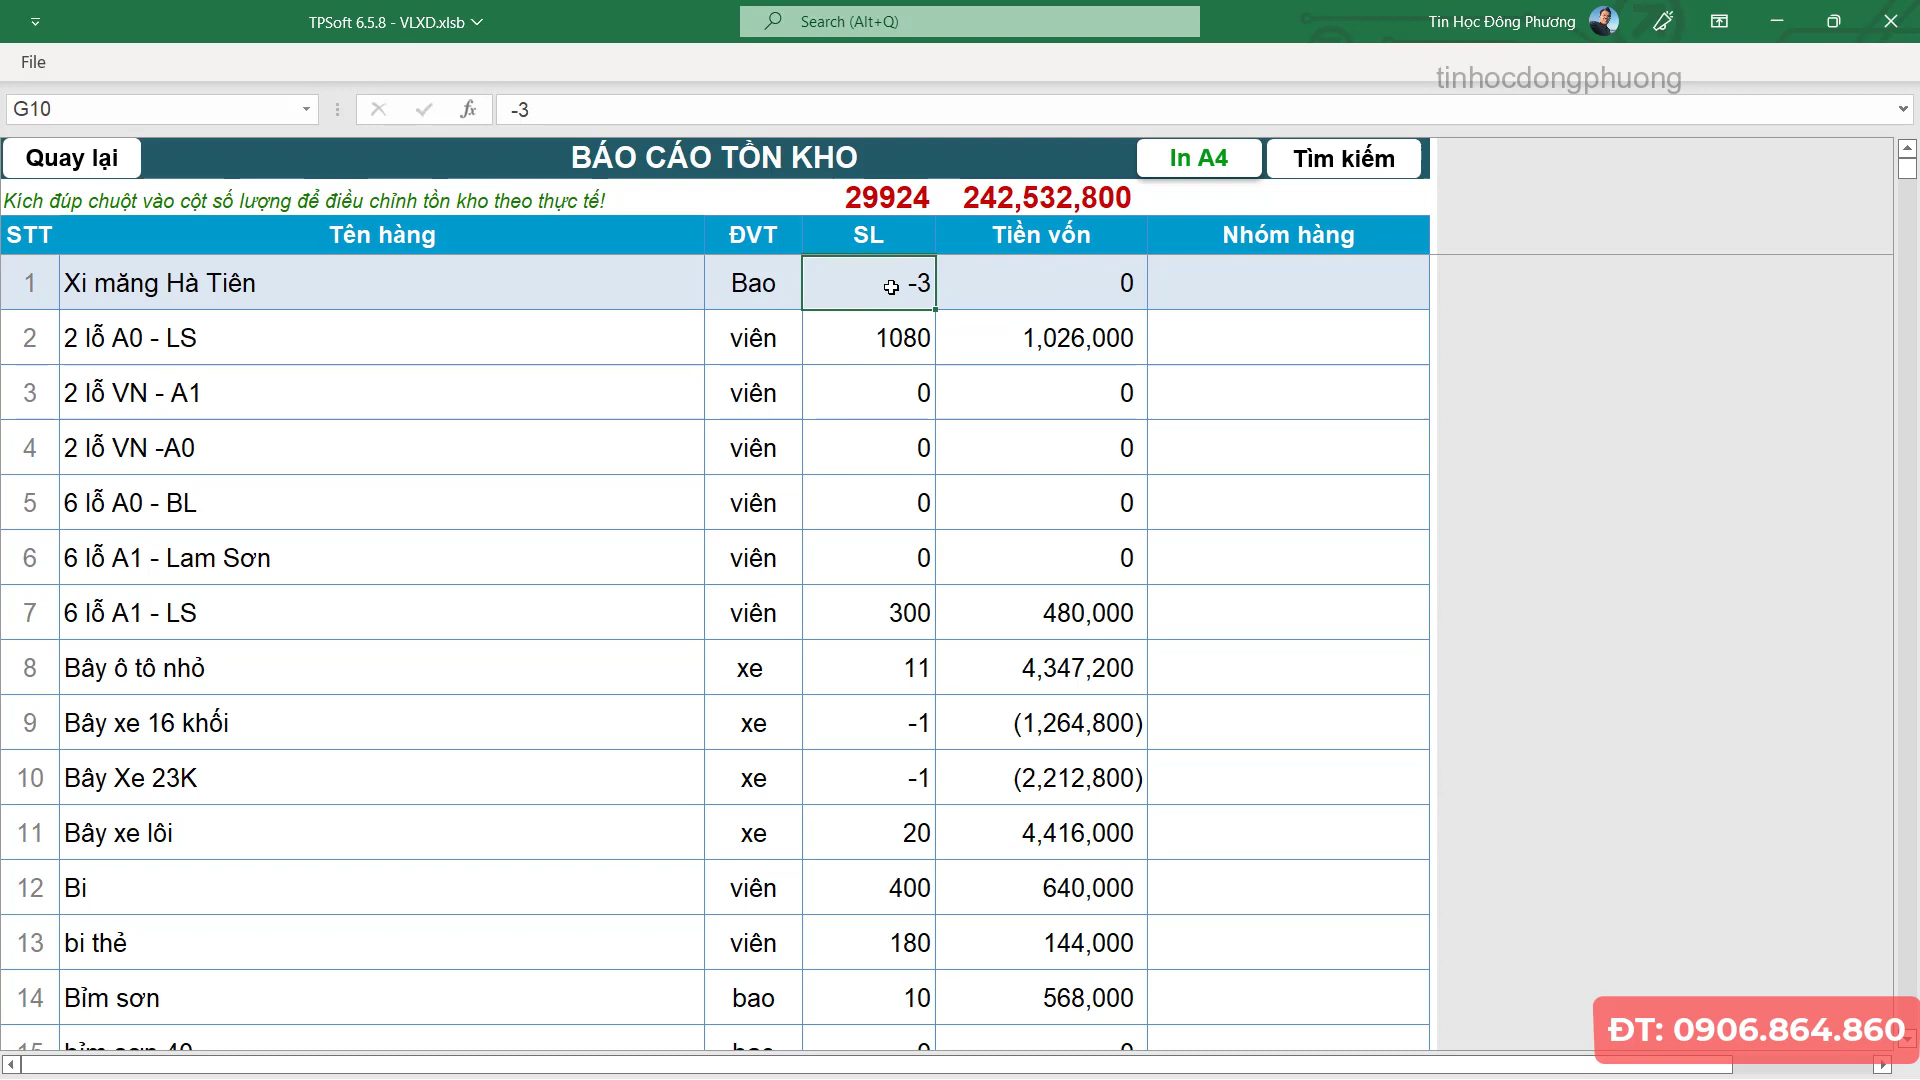 TPSoft 6.5.8 - VLXD.xlsb
Search (Alt+Q)
Tin Học Đông Phương
File
tinhocdongphuong
G10
fx
-3
Quay lại
BÁO CÁO TỒN KHO
In A4
Tìm kiếm
Kích đúp chuột vào cột số lượng để điều chỉnh tồn kho theo thực tế!
29924 242,532,800
STT Tên hàng ĐVT SL Tiền vốn Nhóm hàng
1 Xi măng Hà Tiên Bao -3 0
2 2 lỗ A0 - LS viên 1080 1,026,000
3 2 lỗ VN - A1 viên 0 0
4 2 lỗ VN -A0 viên 0 0
5 6 lỗ A0 - BL viên 0 0
6 6 lỗ A1 - Lam Sơn viên 0 0
7 6 lỗ A1 - LS viên 300 480,000
8 Bây ô tô nhỏ xe 11 4,347,200
9 Bây xe 16 khối xe -1 (1,264,800)
10 Bây Xe 23K xe -1 (2,212,800)
11 Bây xe lôi xe 20 4,416,000
12 Bi viên 400 640,000
13 bi thẻ viên 180 144,000
14 Bỉm sơn bao 10 568,000
15 bỉm sơn 40 bao 0 0
ĐT: 0906.864.860